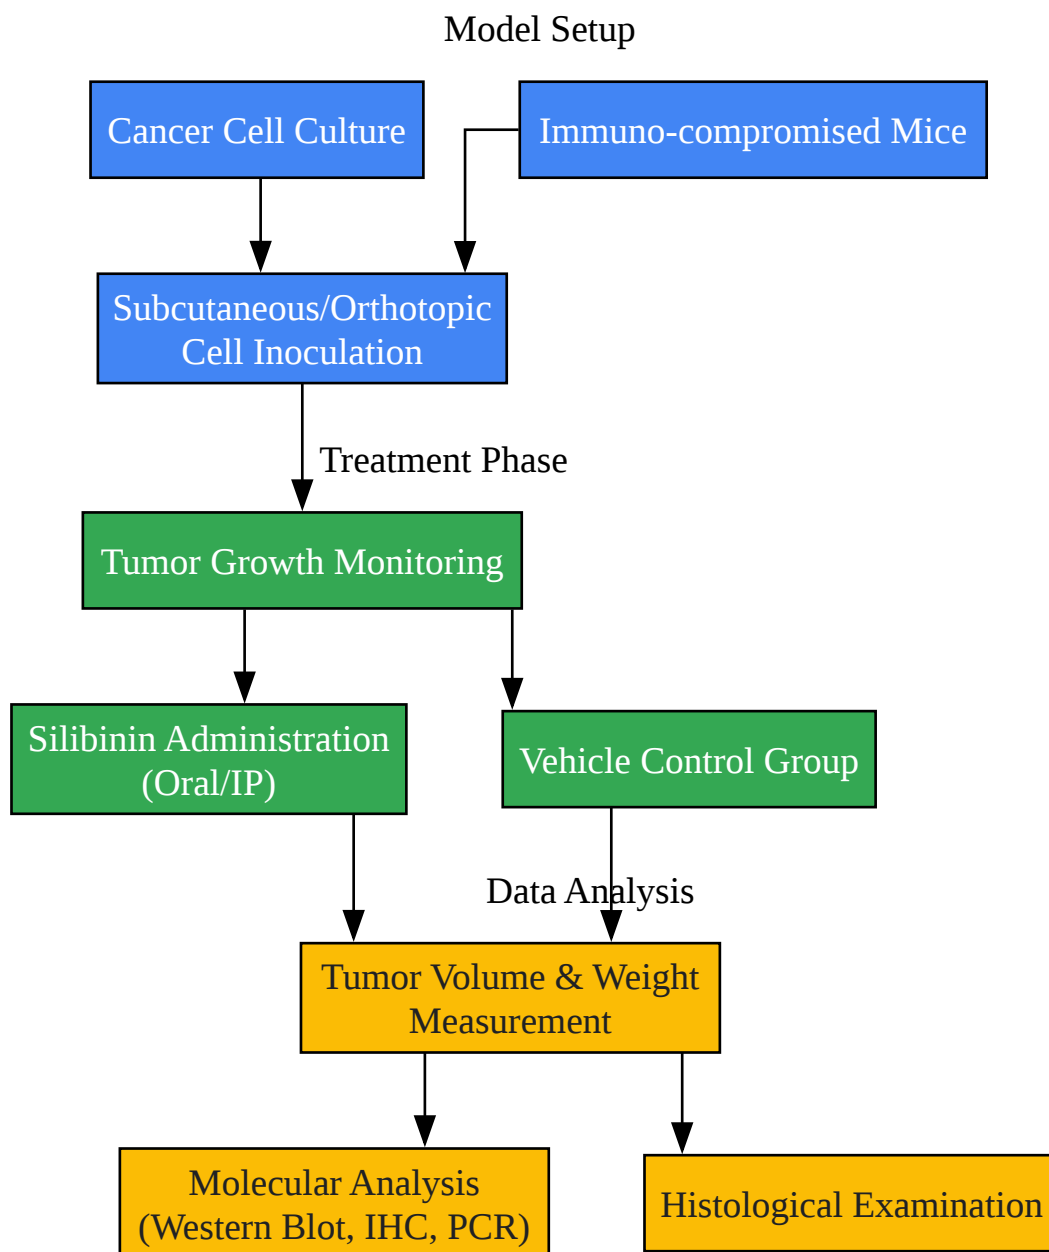 Model Setup
Cancer Cell Culture
Immuno-compromised Mice
Subcutaneous/Orthotopic
Cell Inoculation
Treatment Phase
Tumor Growth Monitoring
Silibinin Administration
(Oral/IP)
Vehicle Control Group
Data Analysis
Tumor Volume & Weight
Measurement
Molecular Analysis
(Western Blot, IHC, PCR)
Histological Examination